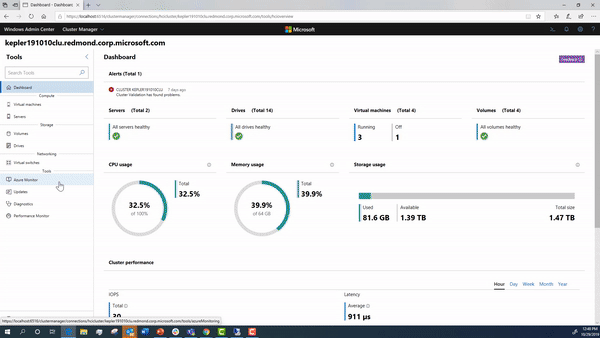 Dashboard - Dashboard
https://localhost:6516/clustermanager/connections/hcicluster/kepler191010clu.redmond.corp.microsoft.com/tools/hcioverview
Windows Admin Center
Cluster Manager
Microsoft
kepler191010clu.redmond.corp.microsoft.com
Tools
Search Tools
Dashboard
Compute
Virtual machines
Servers
Storage
Volumes
Drives
Networking
Virtual switches
Tools
Azure Monitor
Updates
Diagnostics
Performance Monitor
Dashboard
Alerts (Total 1)
CLUSTER KEPLER191010CLU 7 days ago
Cluster Validation has found problems.
Servers (Total 2)
All servers healthy
Drives (Total 14)
All drives healthy
Virtual machines (Total 4)
Running
3
Off
1
Volumes (Total 4)
All volumes healthy
CPU usage
32.5%
of 100%
Total
32.5%
Memory usage
39.9%
of 64 GB
Total
39.9%
Storage usage
Used
81.6 GB
Available
1.39 TB
Total size
1.47 TB
Cluster performance
Hour Day Week Month Year
IOPS
Total
30
Latency
Average
911 μs
https://localhost:6516/clustermanager/connections/hcicluster/kepler191010clu.redmond.corp.microsoft.com/tools/azureMonitoring
12:48 PM
10/29/2019